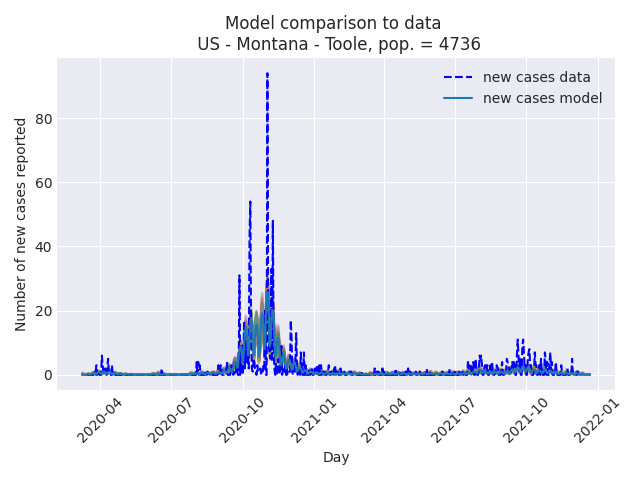 Model comparison to data
US - Montana - Toole, pop. = 4736
new cases data
new cases model
Number of new cases reported
80
60
40
20
0
2020-04
2020-07
2020-10
2021-01
2021-04
2021-07
2021-10
2022-01
Day